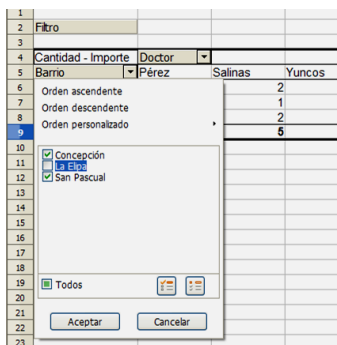 1
2 Filtro
3
4 Cantidad - Importe Doctor
5 Barrio Pérez Salinas Yuncos
6 Orden ascendente 2
7 Orden descendente 1
8 Orden personalizado 2
9 5
10 Concepción
11 La Elipa
12 San Pascual
13
14
15
16
17
18
19 Todos
20
21
22 Aceptar Cancelar
23